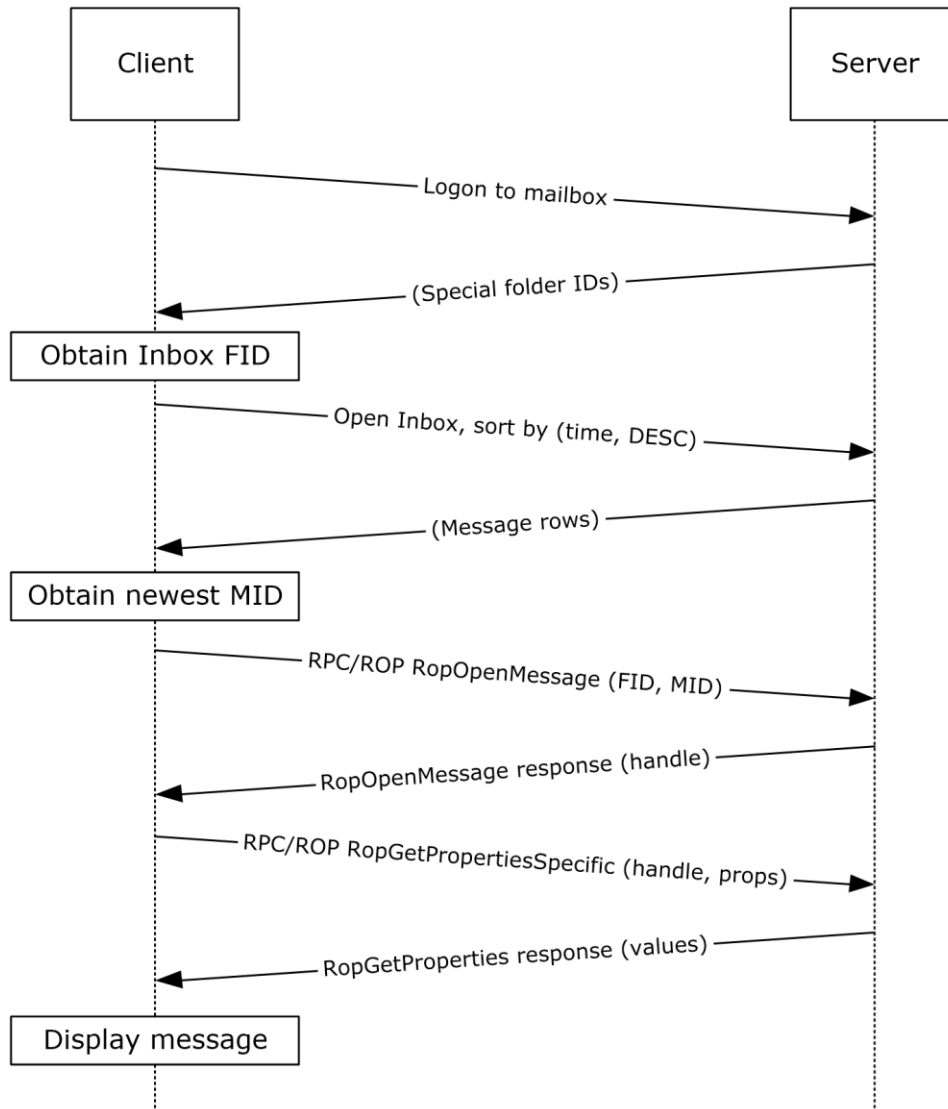 Client
Server
Logon to mailbox
(Special folder IDs)
Obtain Inbox FID
Open Inbox, sort by (time, DESC)
(Message rows)
Obtain newest MID
RPC/ROP RopOpenMessage (FID, MID)
RopOpenMessage response (handle)
RPC/ROP RopGetPropertiesSpecific (handle, props)
RopGetProperties response (values)
Display message